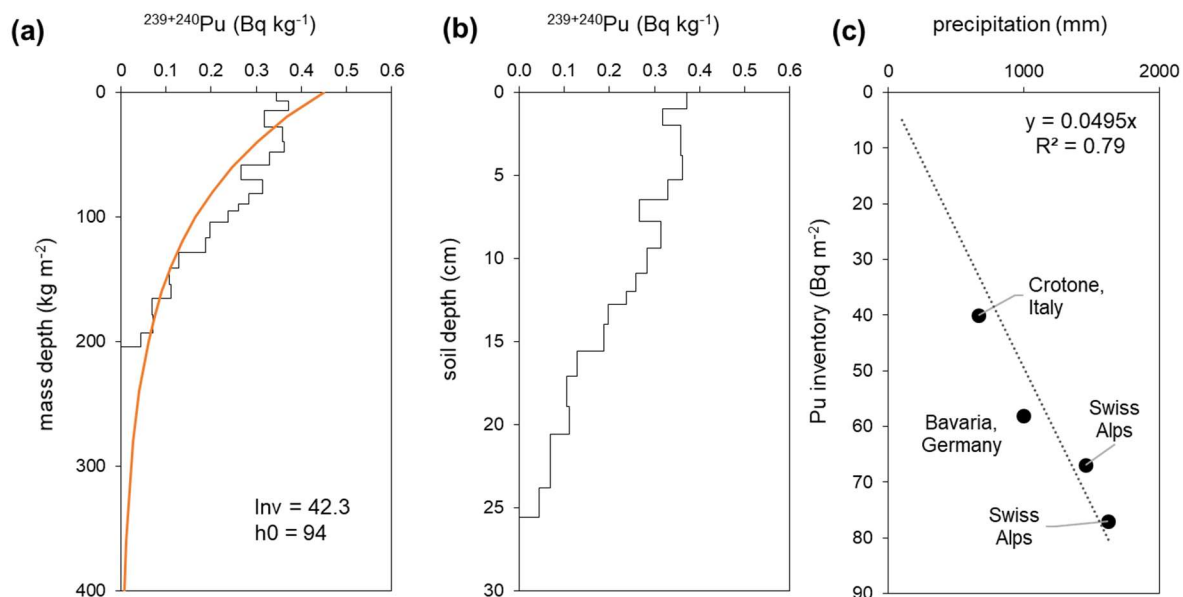 (a)
²³⁹⁺²⁴⁰Pu (Bq kg⁻¹)
0 0.1 0.2 0.3 0.4 0.5 0.6
0
100
200
300
400
mass depth (kg m⁻²)
Inv = 42.3
h0 = 94
(b)
²³⁹⁺²⁴⁰Pu (Bq kg⁻¹)
0.0 0.1 0.2 0.3 0.4 0.5 0.6
0
5
10
15
20
25
30
soil depth (cm)
(c)
precipitation (mm)
0 1000 2000
0
10
20
30
40
50
60
70
80
90
Pu inventory (Bq m⁻²)
y = 0.0495x
R² = 0.79
Crotone,
Italy
Bavaria,
Germany
Swiss
Alps
Swiss
Alps